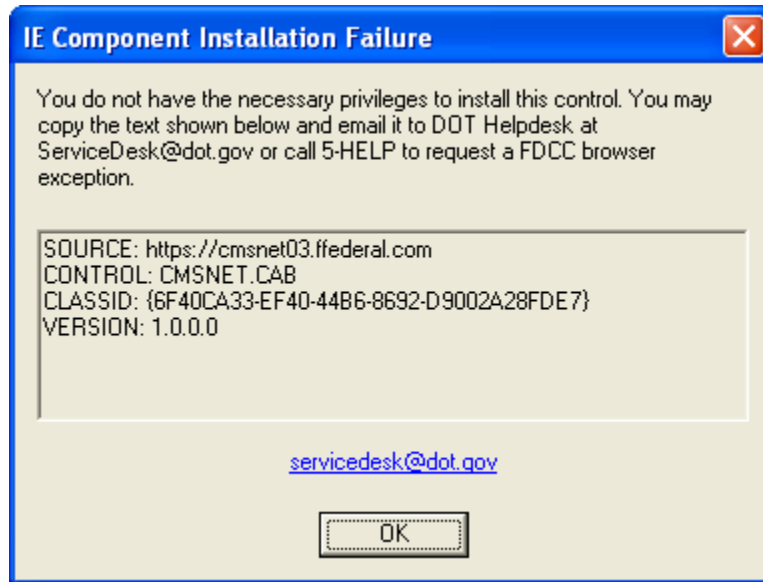 IE Component Installation Failure
You do not have the necessary privileges to install this control. You may
copy the text shown below and email it to DOT Helpdesk at
ServiceDesk@dot.gov or call 5-HELP to request a FDCC browser
exception.
SOURCE: https://cmsnet03.ffederal.com
CONTROL: CMSNET.CAB
CLASSID: {6F40CA33-EF40-44B6-8692-D9002A28FDE7}
VERSION: 1.0.0.0
servicedesk@dot.gov
OK